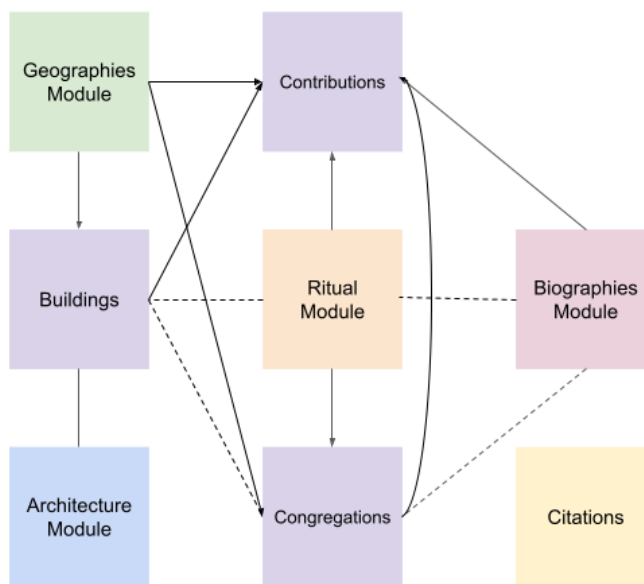 Geographies
Module
Contributions
Buildings
Ritual
Module
Biographies
Module
Architecture
Module
Congregations
Citations